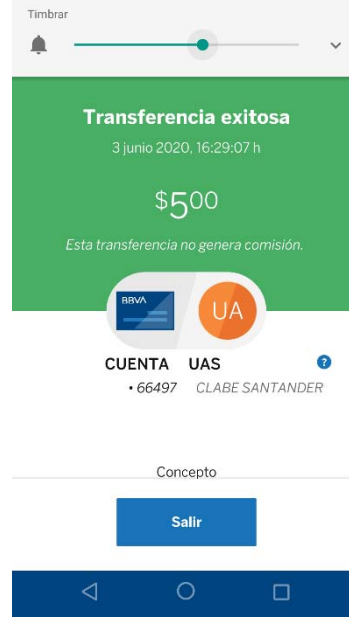 Timbrar
Transferencia exitosa
3 junio 2020, 16:29:07 h
$500
Esta transferencia no genera comisión.
BBVA
UA
CUENTA UAS ?
• 66497 CLABE SANTANDER
Concepto
Salir